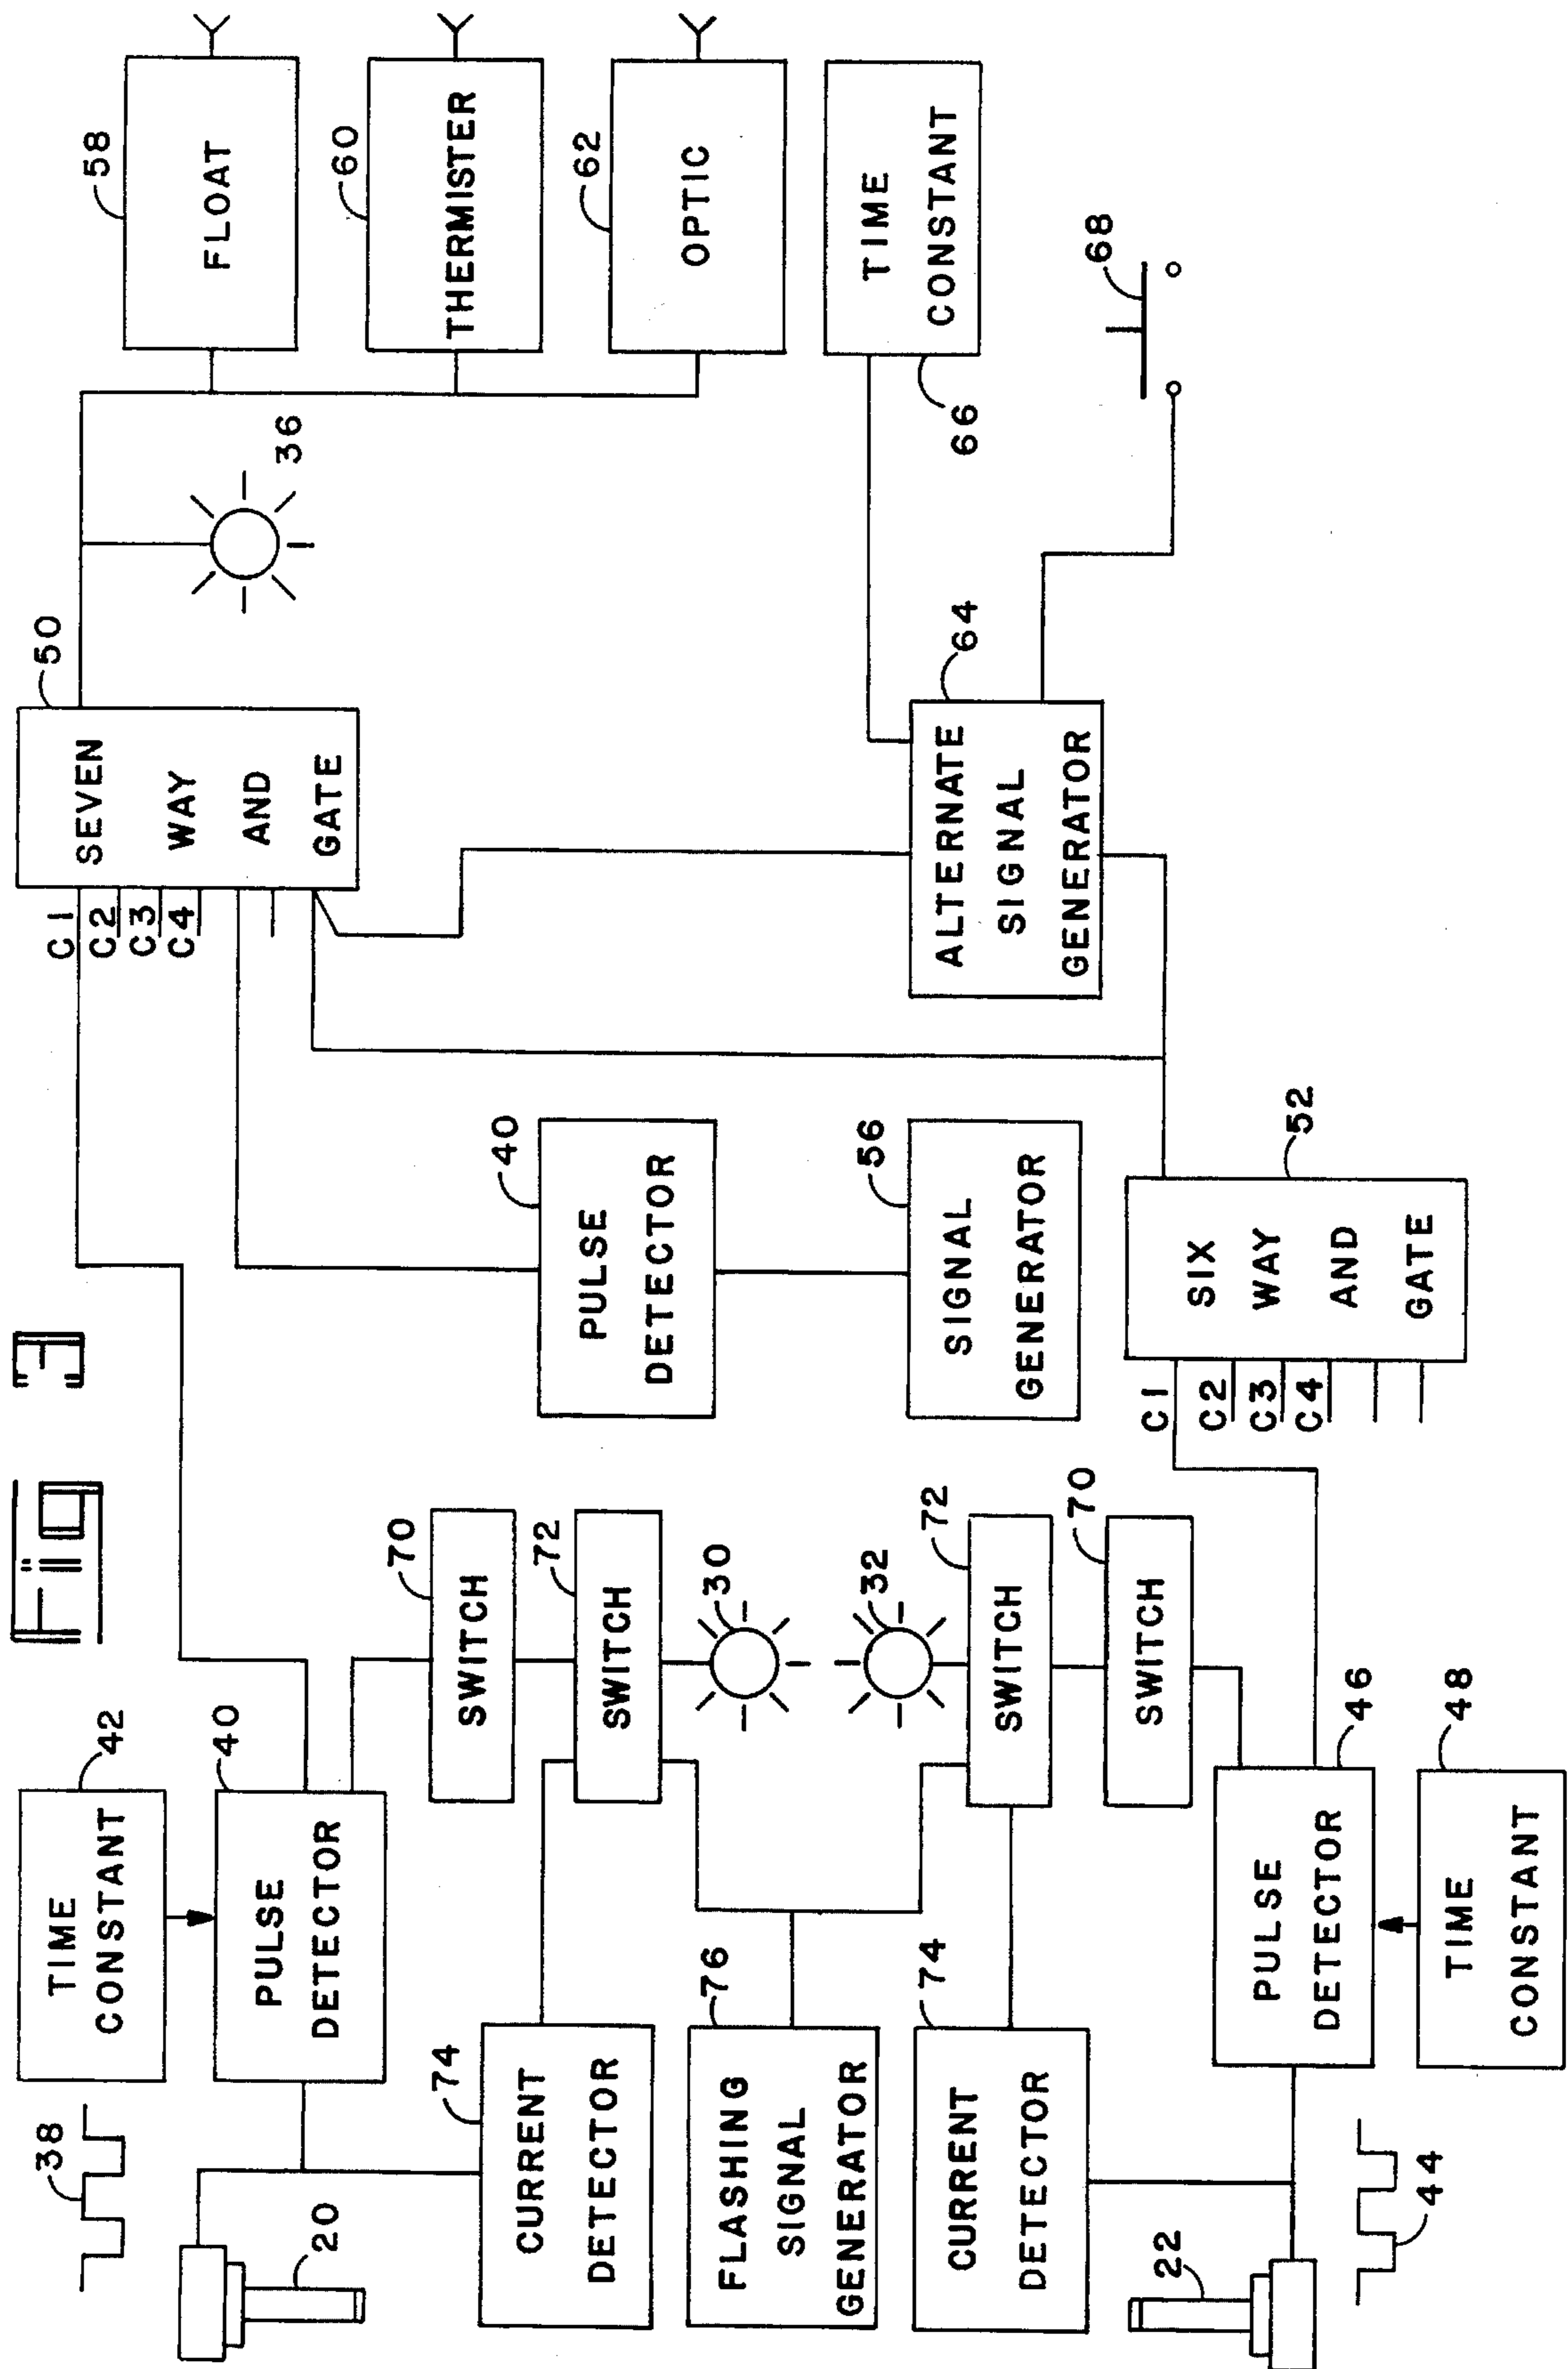 Fig 3
38
20
TIME
CONSTANT
42
PULSE
DETECTOR
40
CURRENT
DETECTOR
74
FLASHING
SIGNAL
GENERATOR
76
CURRENT
DETECTOR
74
22
44
PULSE
DETECTOR
46
TIME
CONSTANT
48
SWITCH
70
SWITCH
72
30
32
SWITCH
72
SWITCH
70
PULSE
DETECTOR
40
SIGNAL
GENERATOR
56
C1
C2
C3
C4
SIX
WAY
AND
GATE
52
C1
C2
C3
C4
SEVEN
WAY
AND
GATE
50
ALTERNATE
SIGNAL
GENERATOR
64
36
FLOAT
58
THERMISTER
60
OPTIC
62
TIME
CONSTANT
66
68